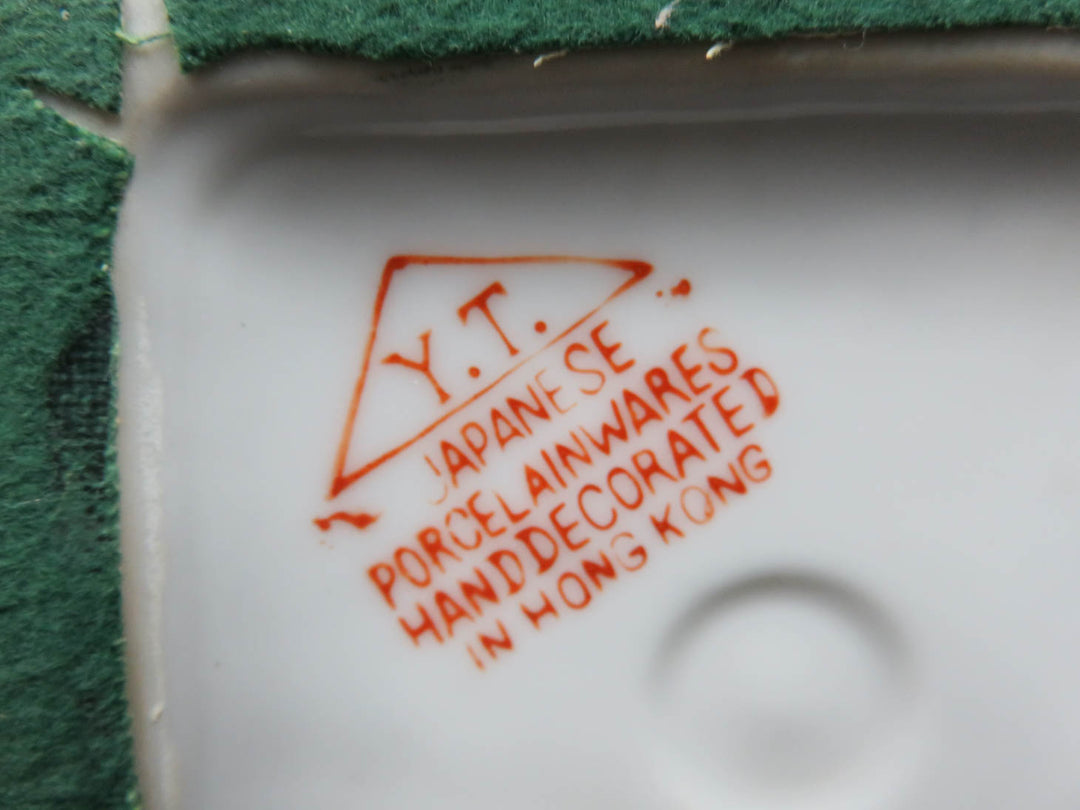 Y.T.
JAPANESE
PORCELAINWARES
HANDDECORATED
IN HONG KONG